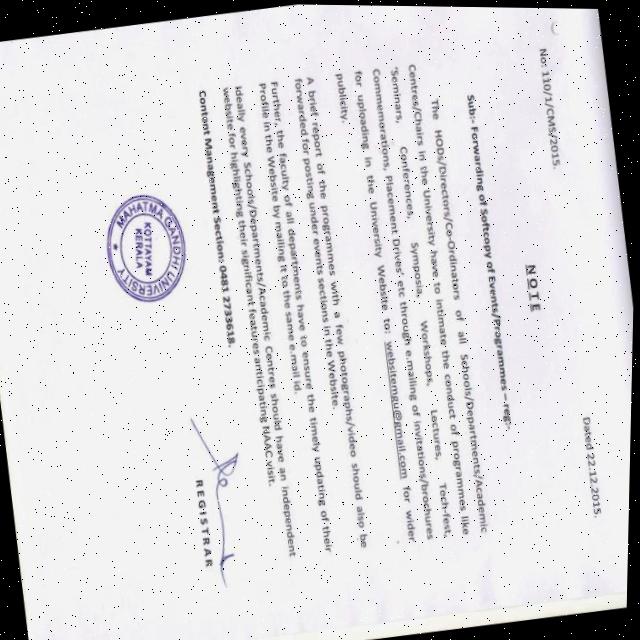 No: 110/1/CMS/2015.
Dated 22.12.2015.
NOTE
Sub:- Forwarding of Softcopy of Events/Programmes – reg:-.
The HODs/Directors/Co-Ordinators of all Schools/Departments/Academic
Centres/Chairs in the University have to intimate the conduct of programmes like
'Seminars, Conferences, Symposia, Workshops, Lectures, Tech-fest,
Commemorations, Placement Drives' etc through e.mailing of invitations/brochures
for uploading in the University Website to: websitemgu@gmail.com for wider
publicity.
A brief report of the programmes with a few photographs/video should also be
forwarded for posting under events sections in the Website.
Further, the faculty of all departments have to ensure the timely updating of their
Profile in the Website by mailing it to the same e.mail id.
Ideally every Schools/Departments/Academic Centres should have an independent
website for highlighting their significant features anticipating NAAC visit.
Content Management Section: 0481 2733618.
MAHATMA GANDHI UNIVERSITY
KOTTAYAM
KERALA
REGISTRAR